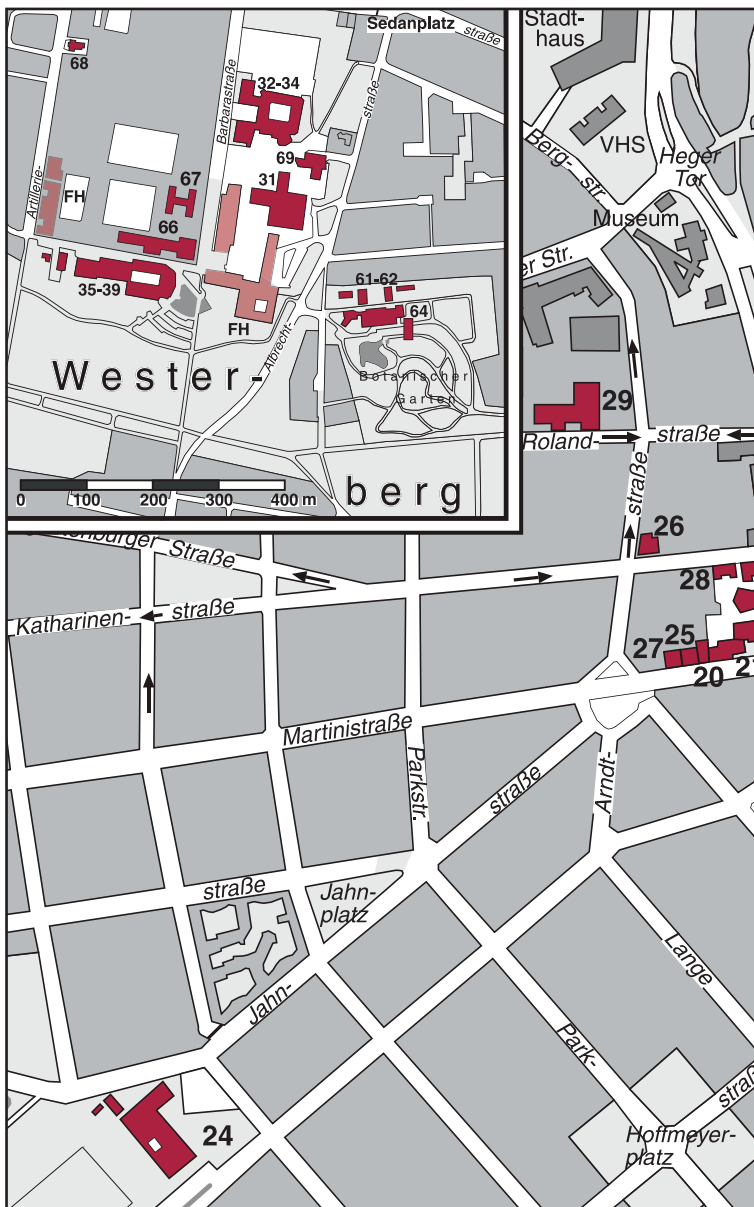 Sedanplatz
straße
68
Barbarastraße
32-34
straße
Artillerie-
FH
67
69
31
66
35-39
FH
61-62
64
Albrecht-
Wester-
Botanischer
Garten
berg
0 100 200 300 400 m
Stadt-
haus
VHS
Berg-
str.
Heger
Tor
Museum
er Str.
29
Roland-
straße
straße
26
burger Straße
28
Katharinen-
straße
27
25
20
Martinistraße
Parkstr.
straße
Arndt-
straße
Jahn-
platz
Jahn-
Lange
Park-
straß
24
Hoffmeyer-
platz